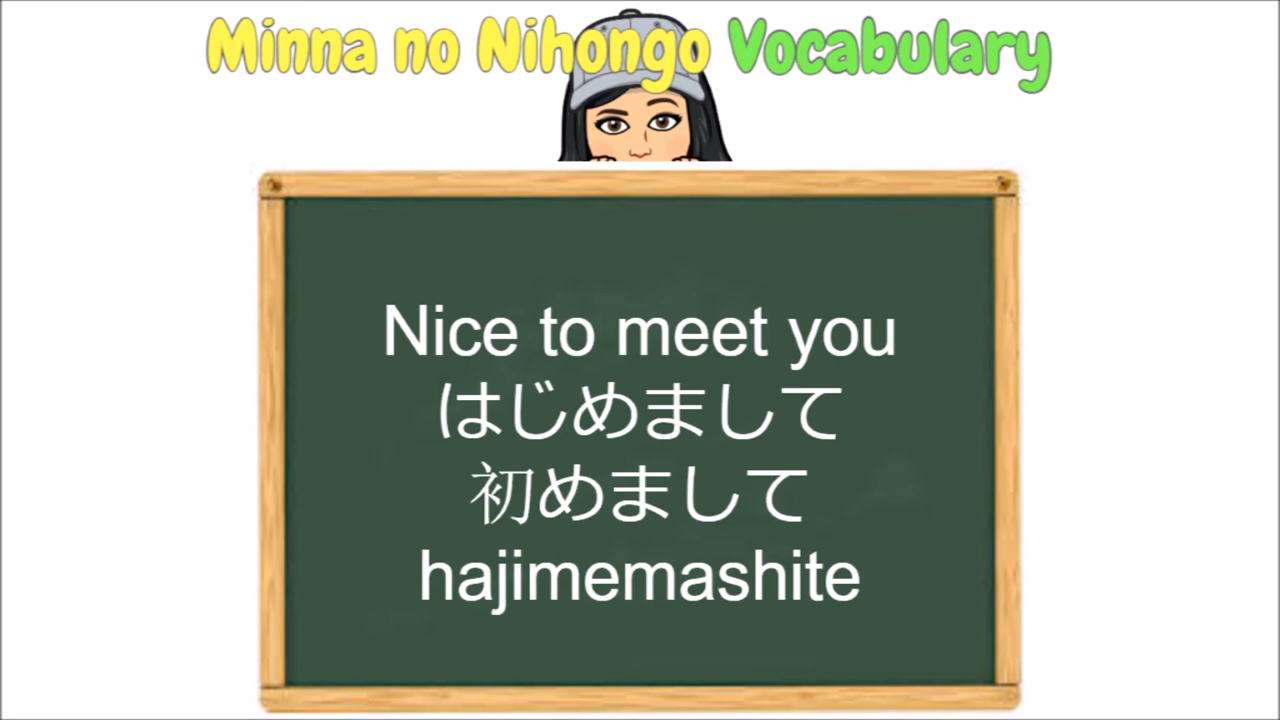 Minna no Nihongo Vocabulary
Nice to meet you
はじめまして
初めまして
hajimemashite